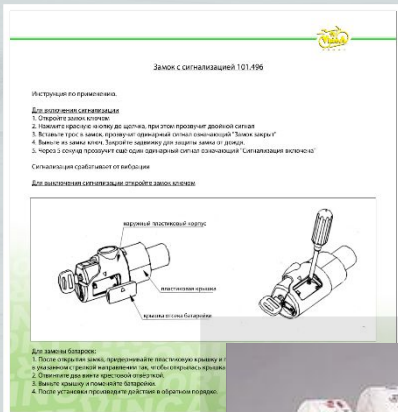 Замок с сигнализацией 101.496
Инструкция по применению.
Для включения сигнализации
1. Откройте замок ключом
2. Нажмите красную кнопку до щелчка, при этом прозвучит двойной сигнал
3. Вставьте трос в замок, прозвучит одинарный сигнал означающий "Замок закрыт"
4. Выньте из замка ключ. Закройте задвижку для защиты замка от дождя.
5. Через 5 секунд прозвучит ещё один одинарный сигнал означающий "Сигнализация включена"
Сигнализация срабатывает от вибрации
Для выключения сигнализации откройте замок ключом
наружный пластиковый корпус
пластиковая крышка
крышка отсека батарейки
Для замены батареек:
1. После открытия замка, придерживайте пластиковую крышку и
в указанном стрелкой направлении так, чтобы открылась крышка
2. Отвинтите два винта крестовой отвёрткой.
3. Выньте крышку и поменяйте батарейки.
4. После установки произведите действия в обратном порядке.